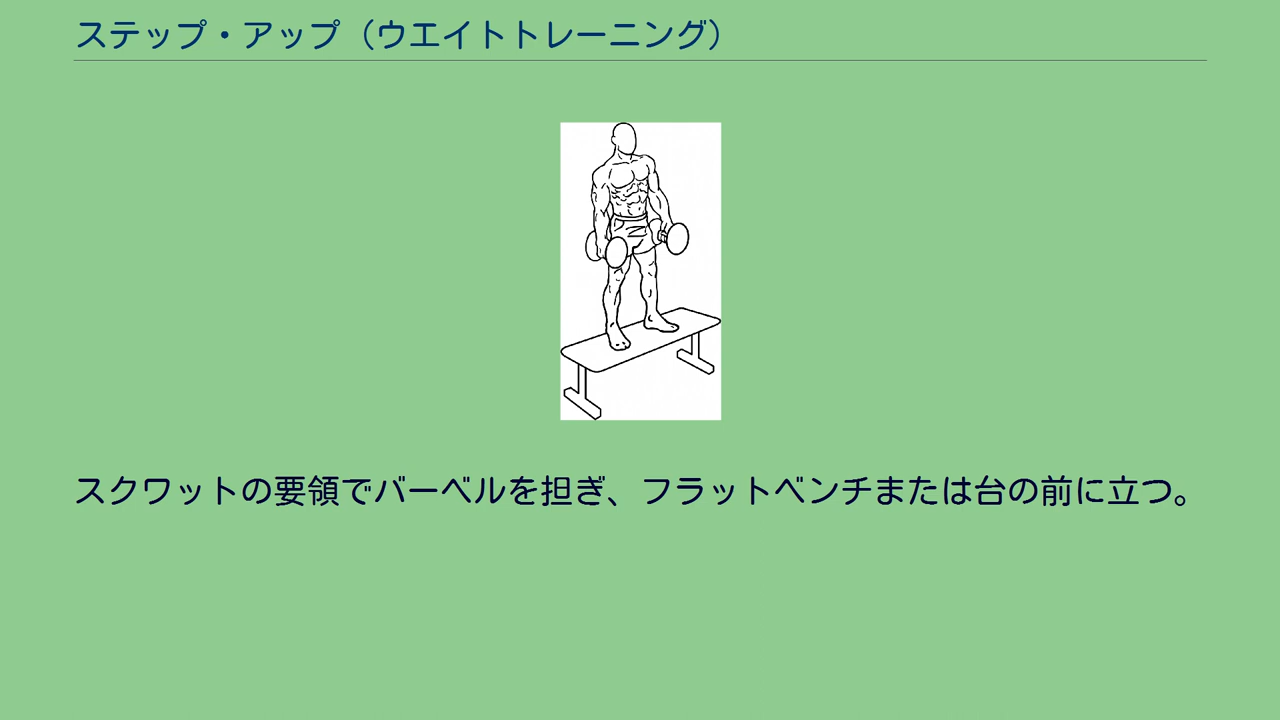 ステップ・アップ（ウエイトトレーニング）
スクワットの要領でバーベルを担ぎ、フラットベンチまたは台の前に立つ。